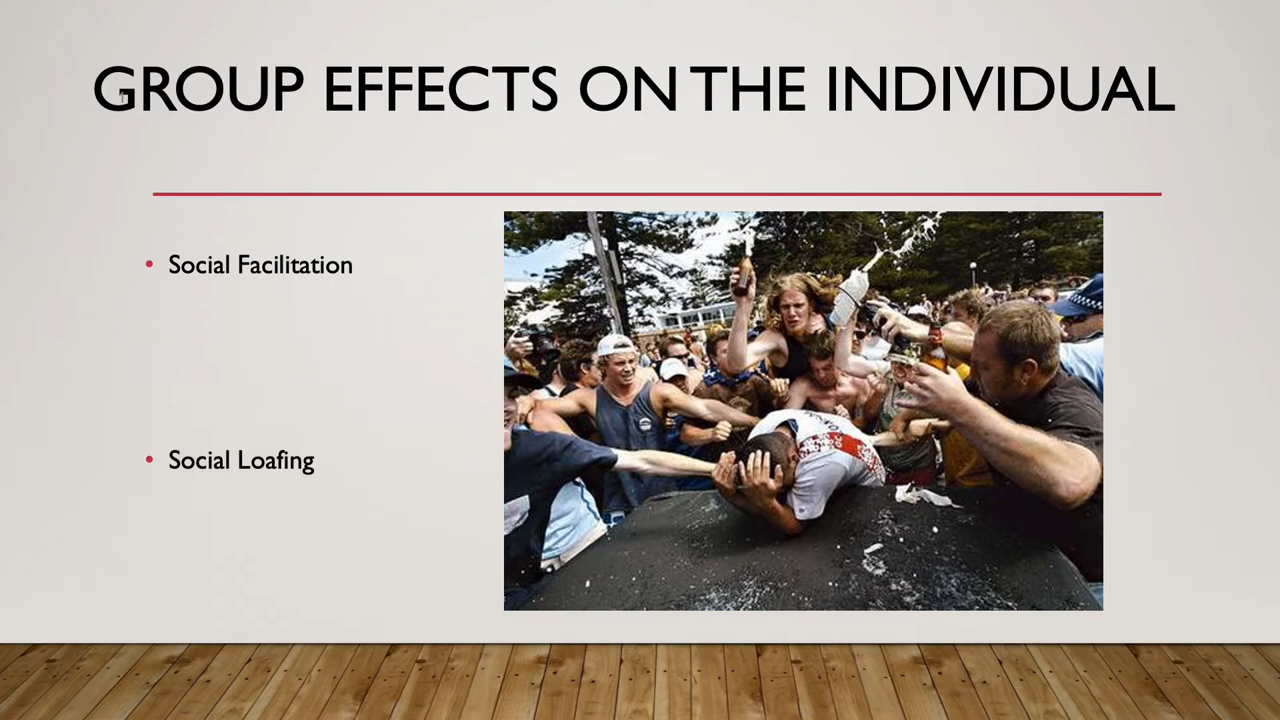 GROUP EFFECTS ON THE INDIVIDUAL
• Social Facilitation
• Social Loafing